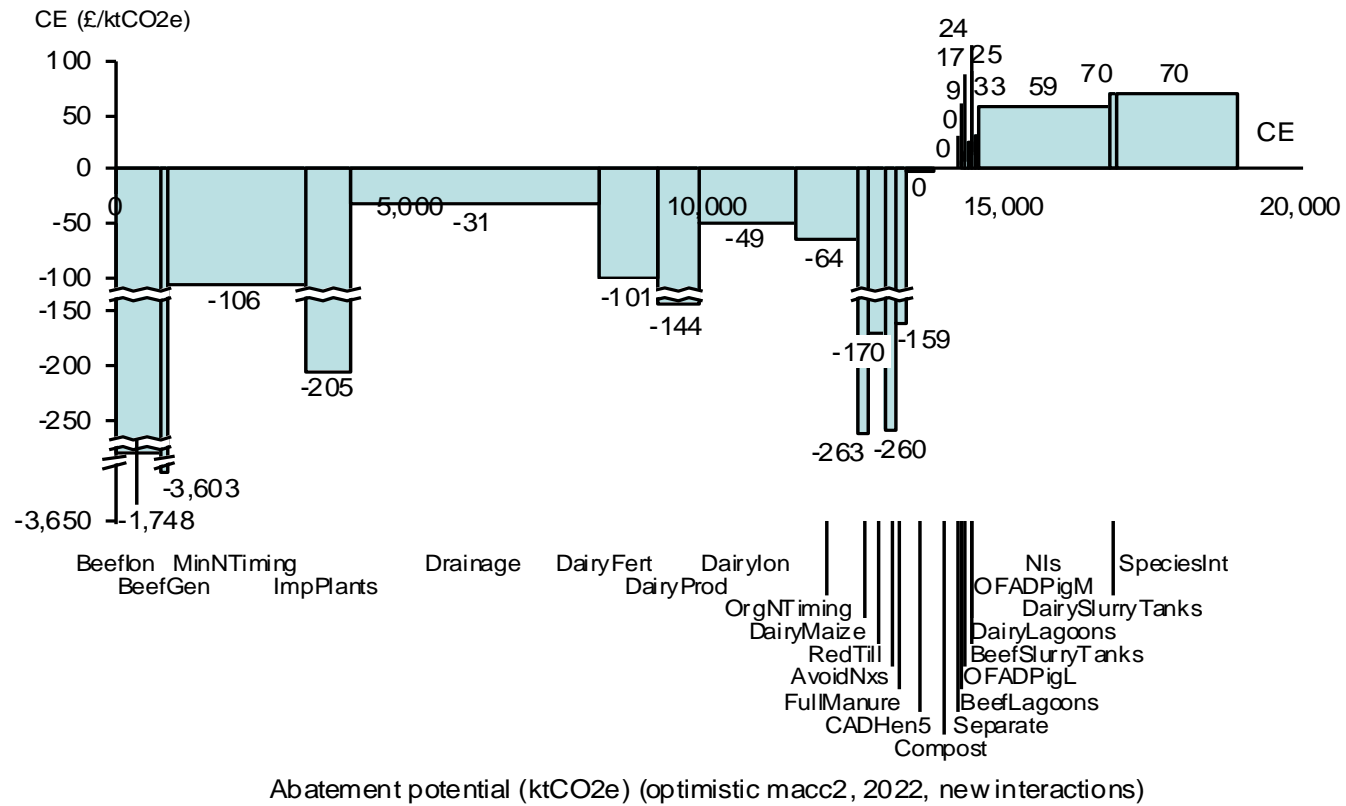 CE (£/ktCO2e)
24
100
17
25
9
33
59
70
70
50
0
CE
0
0
0
0
5,000
10,000
15,000
20,000
-31
-49
-64
-50
-100
-106
-101
-144
-150
-159
-170
-200
-205
-250
-263
-260
-3,603
-3,650
-1,748
BeefIon
MinNTiming
Drainage
DairyFert
DairyIon
NIs
SpeciesInt
BeefGen
ImpPlants
DairyProd
OFADPigM
OrgNTiming
DairySlurryTanks
DairyMaize
DairyLagoons
RedTill
BeefSlurryTanks
AvoidNxs
OFADPigL
FullManure
BeefLagoons
CADHen5
Separate
Compost
Abatement potential (ktCO2e) (optimistic macc2, 2022, new interactions)